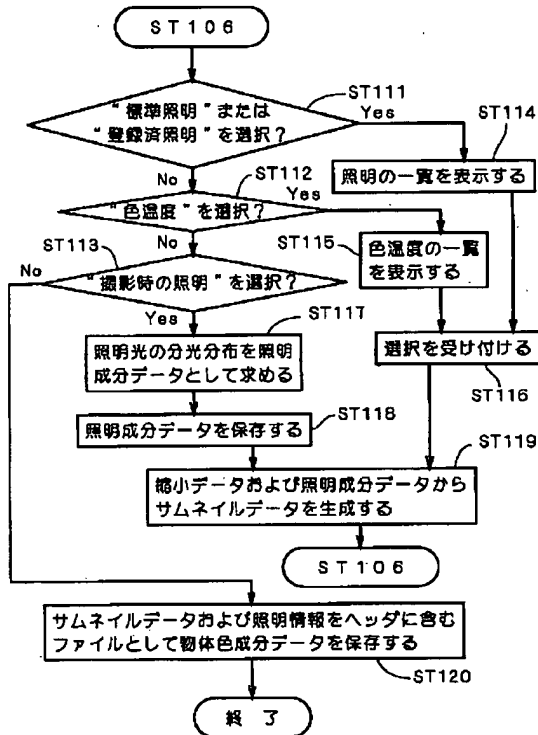 ST106
ST111
"標準照明"または
"登録済照明"を選択?
Yes
ST114
照明の一覧を表示する
No
ST112
"色温度"を選択?
Yes
ST113
No
ST115
色温度の一覧
を表示する
No
"撮影時の照明"を選択?
Yes
ST117
選択を受け付ける
ST116
照明光の分光分布を照明
成分データとして求める
ST118
照明成分データを保存する
ST119
縮小データおよび照明成分データから
サムネイルデータを生成する
ST106
サムネイルデータおよび照明情報をヘッダに含む
ファイルとして物体色成分データを保存する
ST120
終了